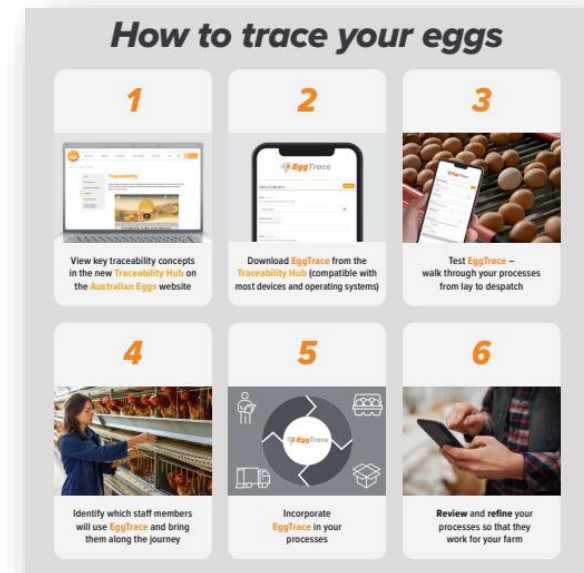 How to trace your eggs
1
2
3
Traceability
EggTrace
EggTrace
View key traceability concepts
in the new Traceability Hub on
the Australian Eggs website
Download EggTrace from the
Traceability Hub (compatible with
most devices and operating systems)
Test EggTrace –
walk through your processes
from lay to despatch
4
5
6
EggTrace
Identify which staff members
will use EggTrace and bring
them along the journey
Incorporate
EggTrace in your
processes
Review and refine your
processes so that they
work for your farm